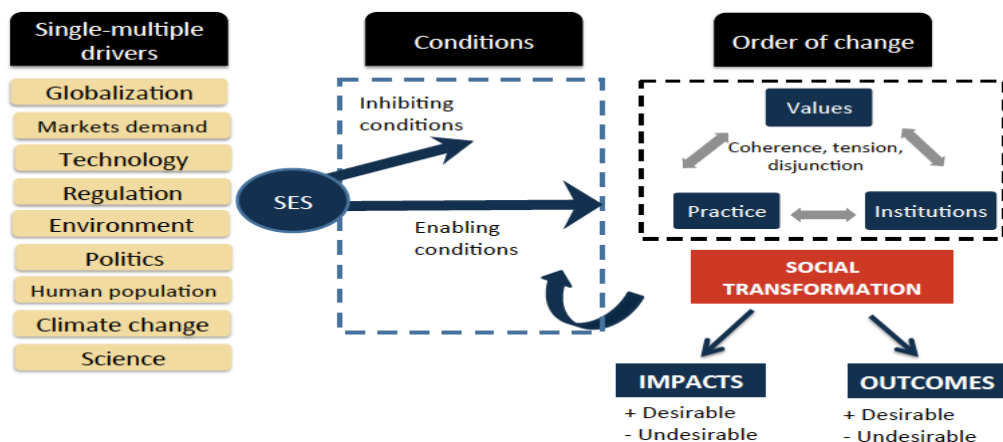 Single-multiple
drivers
Globalization
Markets demand
Technology
Regulation
Environment
Politics
Human population
Climate change
Science
SES
Conditions
Inhibiting
conditions
Enabling
conditions
Order of change
Values
Coherence, tension,
disjunction
Practice
Institutions
SOCIAL
TRANSFORMATION
IMPACTS
+ Desirable
- Undesirable
OUTCOMES
+ Desirable
- Undesirable